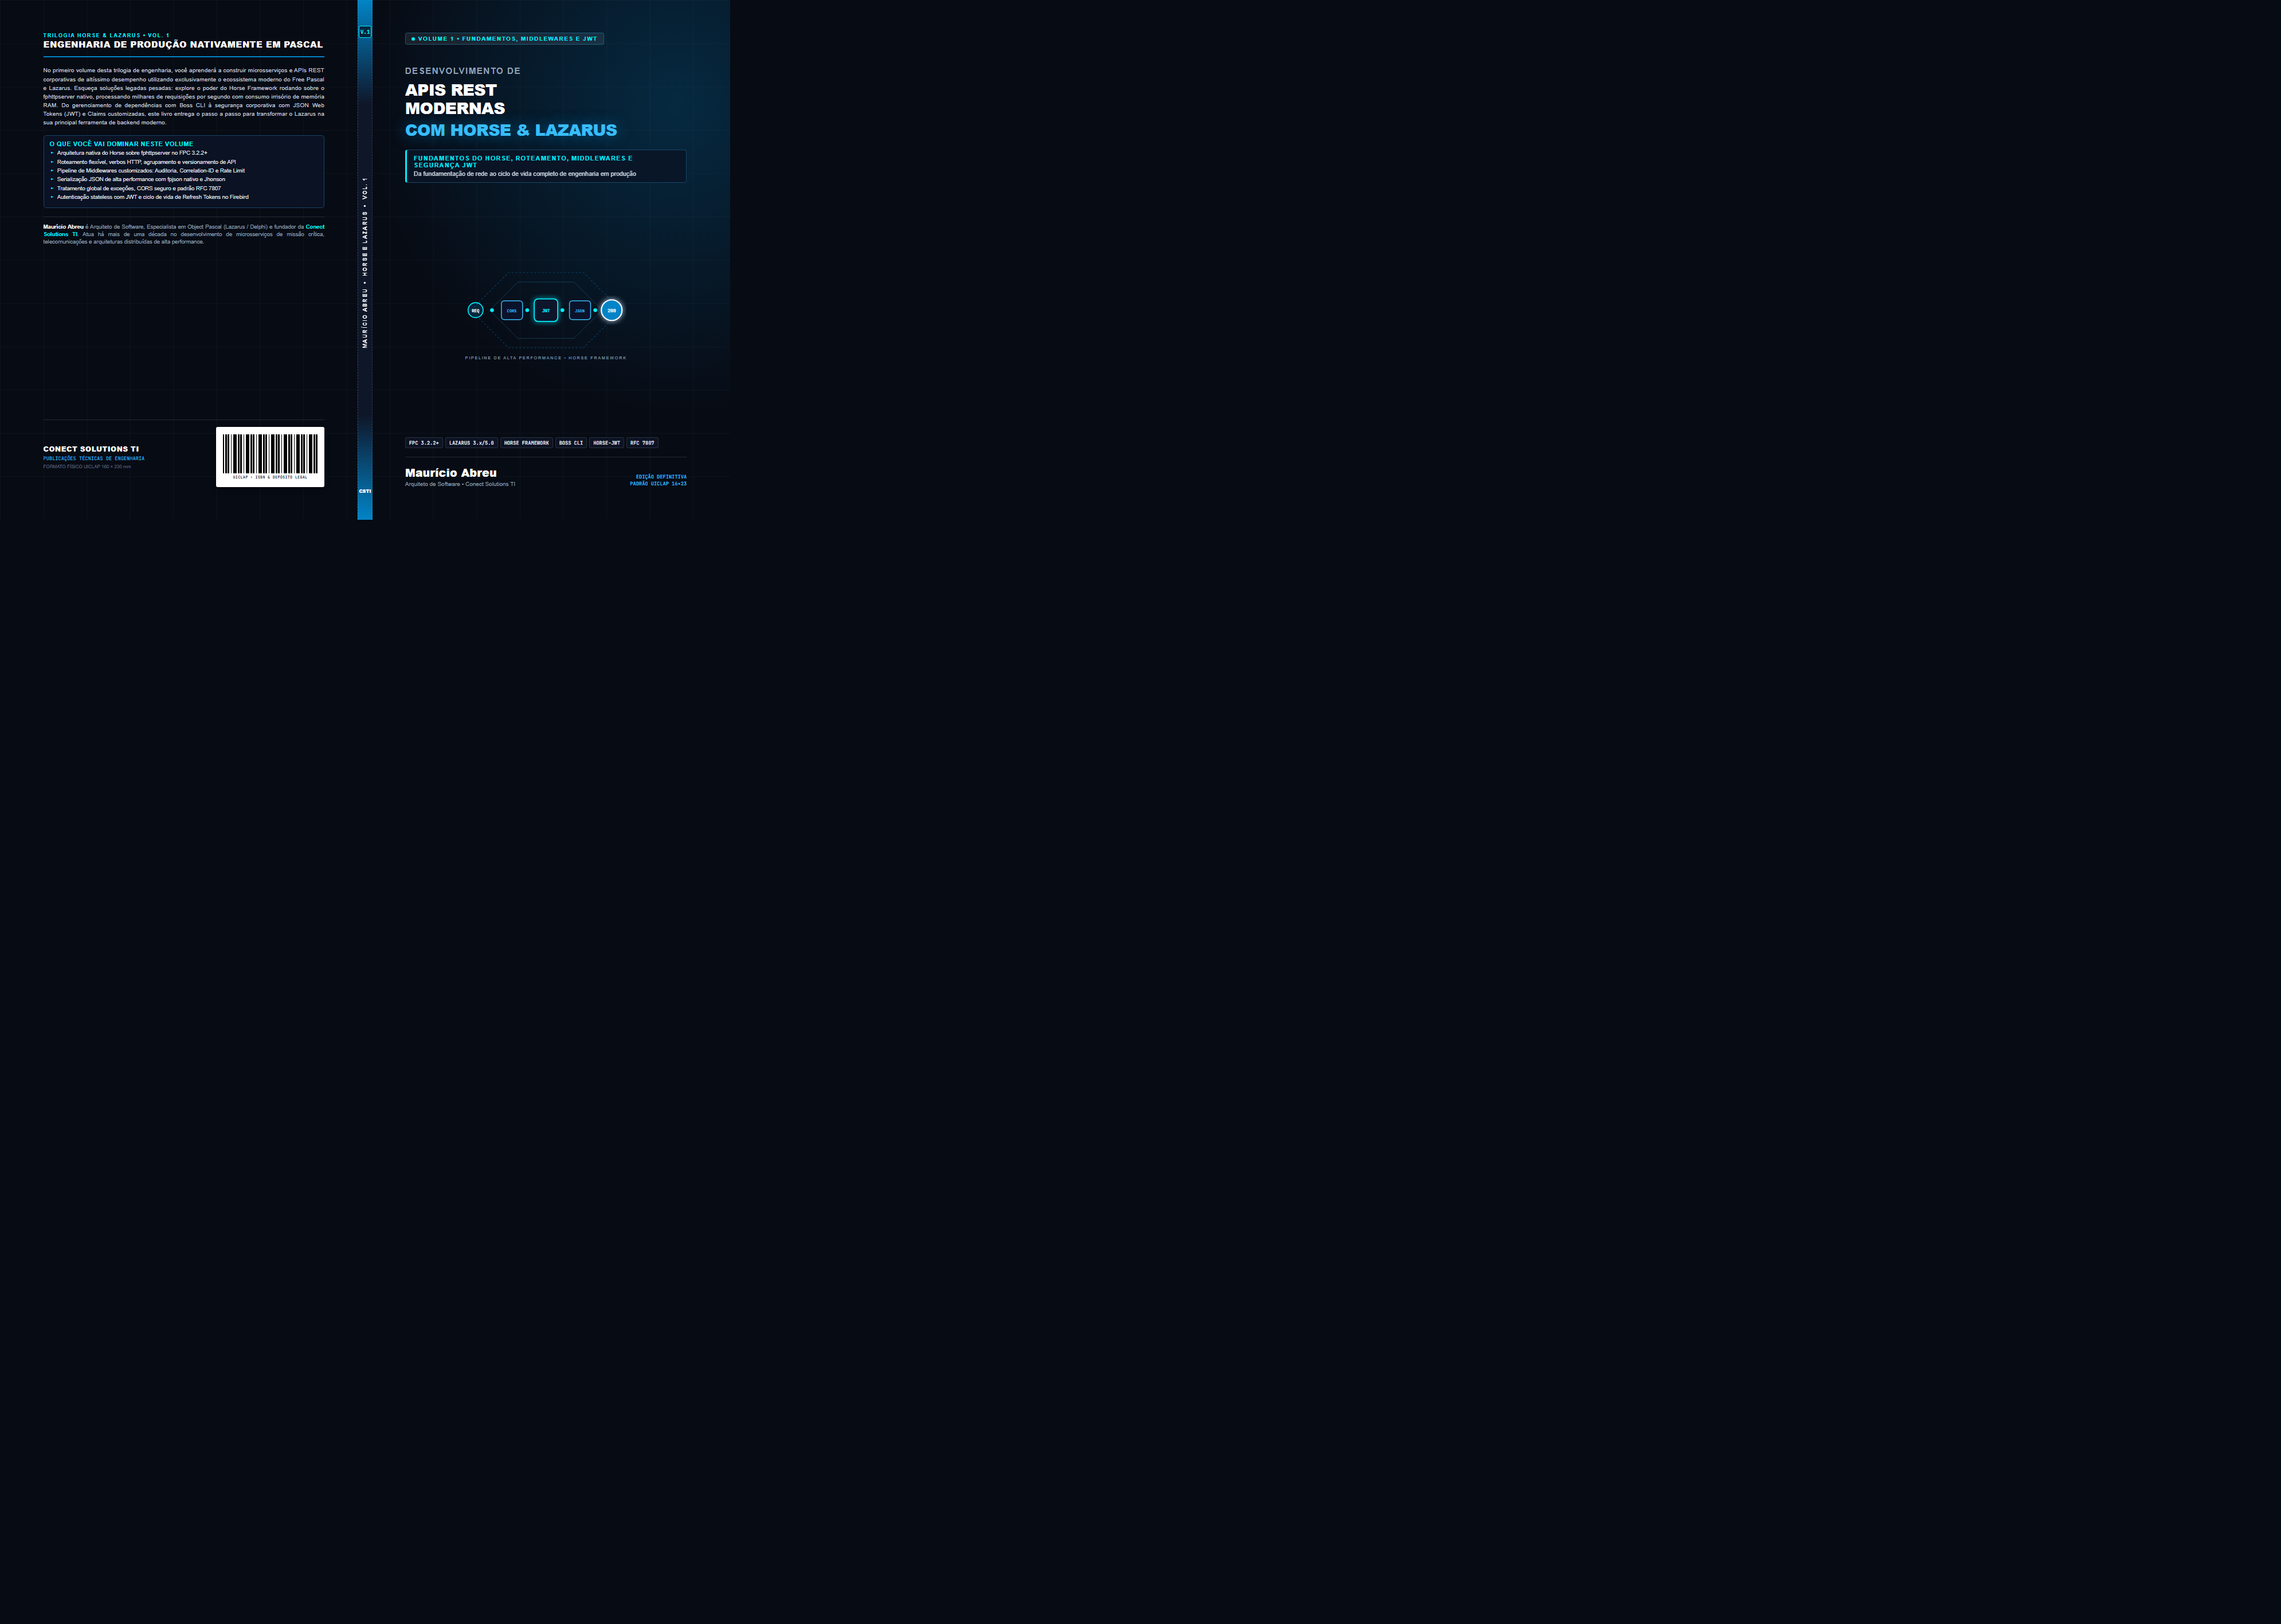 TRILOGIA HORSE & LAZARUS • VOL. 1
ENGENHARIA DE PRODUÇÃO NATIVAMENTE EM PASCAL
No primeiro volume desta trilogia de engenharia, você aprenderá a construir microserviços e APIs REST
corporativas de altíssimo desempenho utilizando exclusivamente o ecossistema moderno do Free Pascal
e Lazarus. Esqueça soluções legadas pesadas: explore o poder do Horse Framework rodando sobre o
fphttpserver nativo, processando milhares de requisições por segundo com consumo irrisório de memória
RAM. Do gerenciamento de dependências com Boss CLI à segurança corporativa com JSON Web
Tokens (JWT) e Claims customizadas, este livro entrega o passo a passo para transformar o Lazarus na
sua principal ferramenta de backend moderno.
O QUE VOCÊ VAI DOMINAR NESTE VOLUME
Arquitetura nativa do Horse sobre fphttpserver no FPC 3.2.2+
Roteamento flexível, verbos HTTP, agrupamento e versionamento de API
Pipeline de Middlewares customizados: Auditoria, Correlation-ID e Rate Limit
Serialização JSON de alta performance com fpjson nativo e Jhonson
Tratamento global de exceções, CORS seguro e padrão RFC 7807
Autenticação stateless com JWT e ciclo de vida de Refresh Tokens no Firebird
Maurício Abreu é Arquiteto de Software, Especialista em Object Pascal (Lazarus / Delphi) e fundador da Conect
Solutions TI. Atua há mais de uma década no desenvolvimento de microserviços de missão crítica,
telecomunicações e arquiteturas distribuídas de alta performance.
CONECT SOLUTIONS TI
PUBLICAÇÕES TÉCNICAS DE ENGENHARIA
FORMATO FÍSICO UICLAP 160 × 230 mm
UICLAP • ISBN & DEPÓSITO LEGAL
V.1
MAURÍCIO ABREU • HORSE E LAZARUS • VOL. 1
CSTI
VOLUME 1 • FUNDAMENTOS, MIDDLEWARES E JWT
DESENVOLVIMENTO DE
APIS REST
MODERNAS
COM HORSE & LAZARUS
FUNDAMENTOS DO HORSE, ROTEAMENTO, MIDDLEWARES E
SEGURANÇA JWT
Da fundamentação de rede ao ciclo de vida completo de engenharia em produção
REQ CORS JWT JSON 200
PIPELINE DE ALTA PERFORMANCE • HORSE FRAMEWORK
FPC 3.2.2+ LAZARUS 3.x/5.0 HORSE FRAMEWORK BOSS CLI HORSE-JWT RFC 7807
Maurício Abreu
Arquiteto de Software • Conect Solutions TI
EDIÇÃO DEFINITIVA
PADRÃO UICLAP 16×23